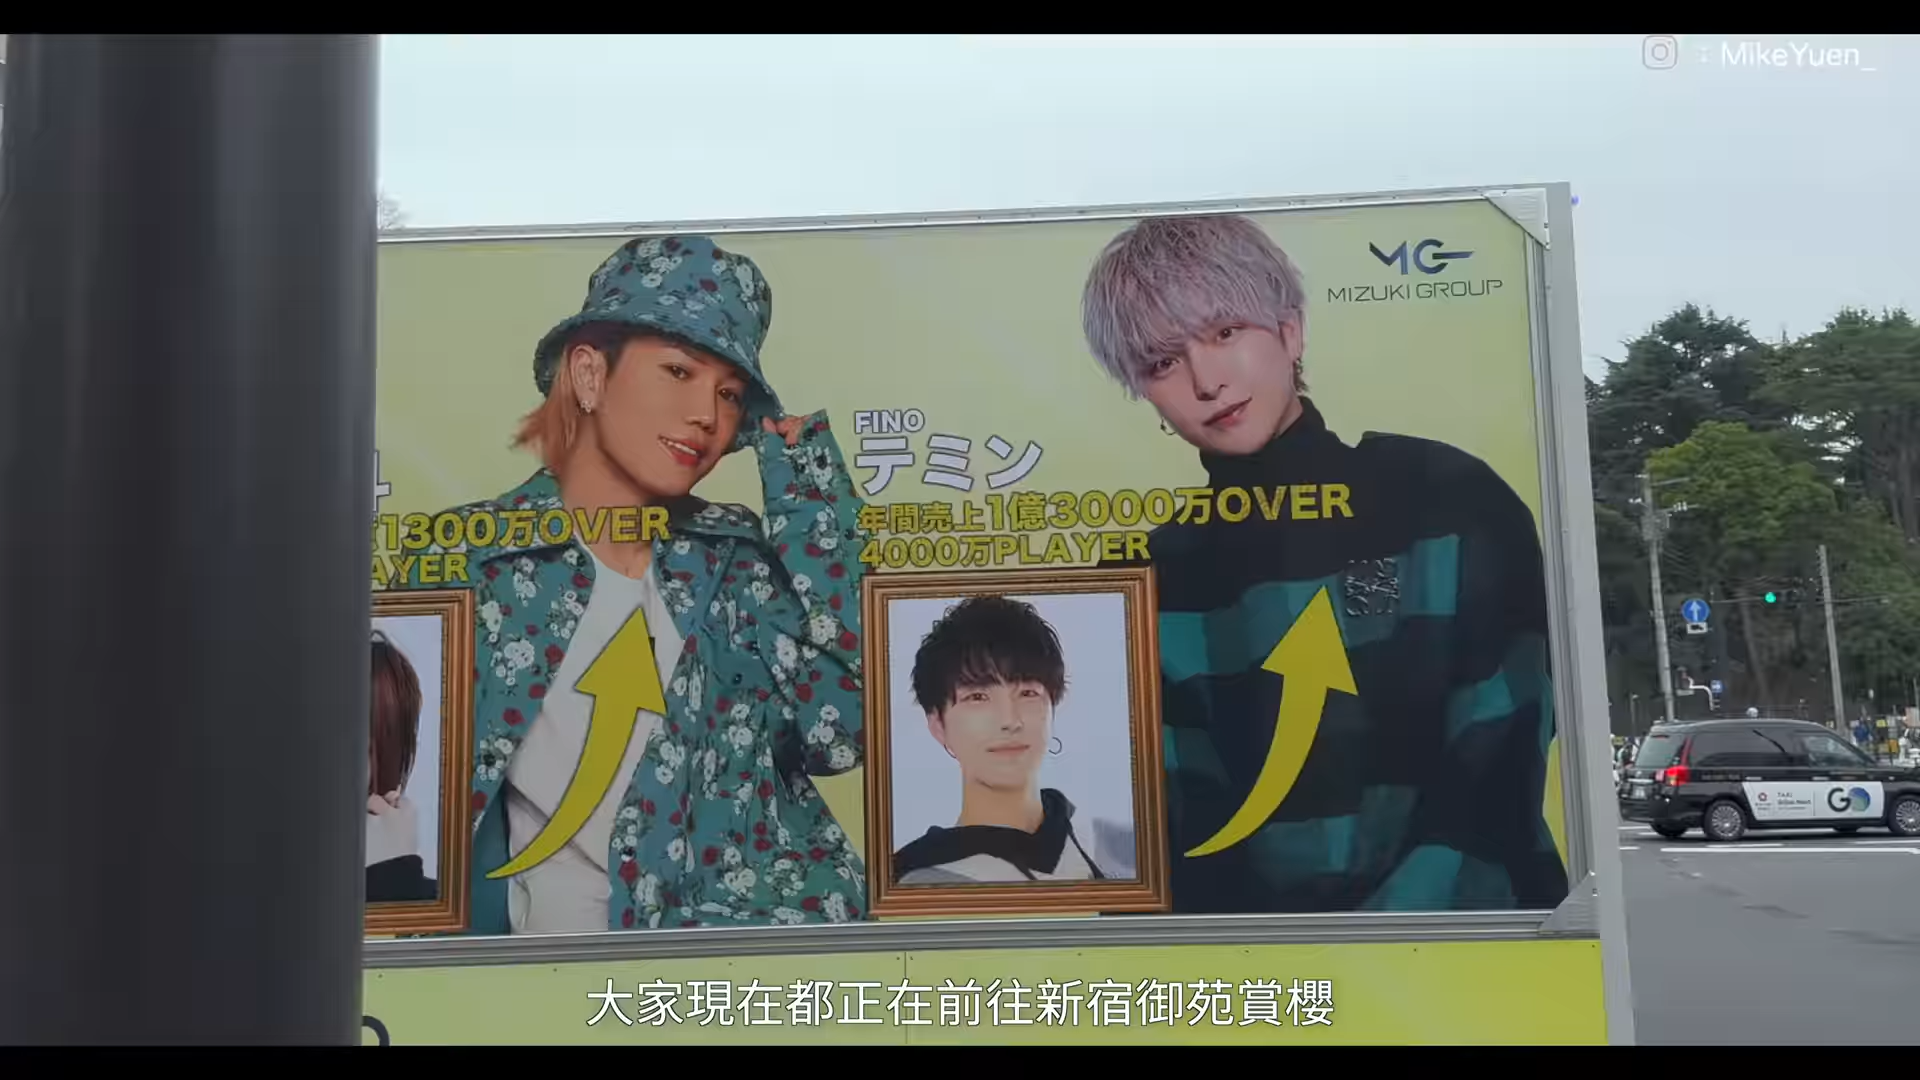 : MikeYuen_
MG
MIZUKI GROUP
FINO
テミン
年間売上1億3000万OVER
4000万PLAYER
1300万OVER
AYER
GO
大家現在都正在前往新宿御苑賞櫻